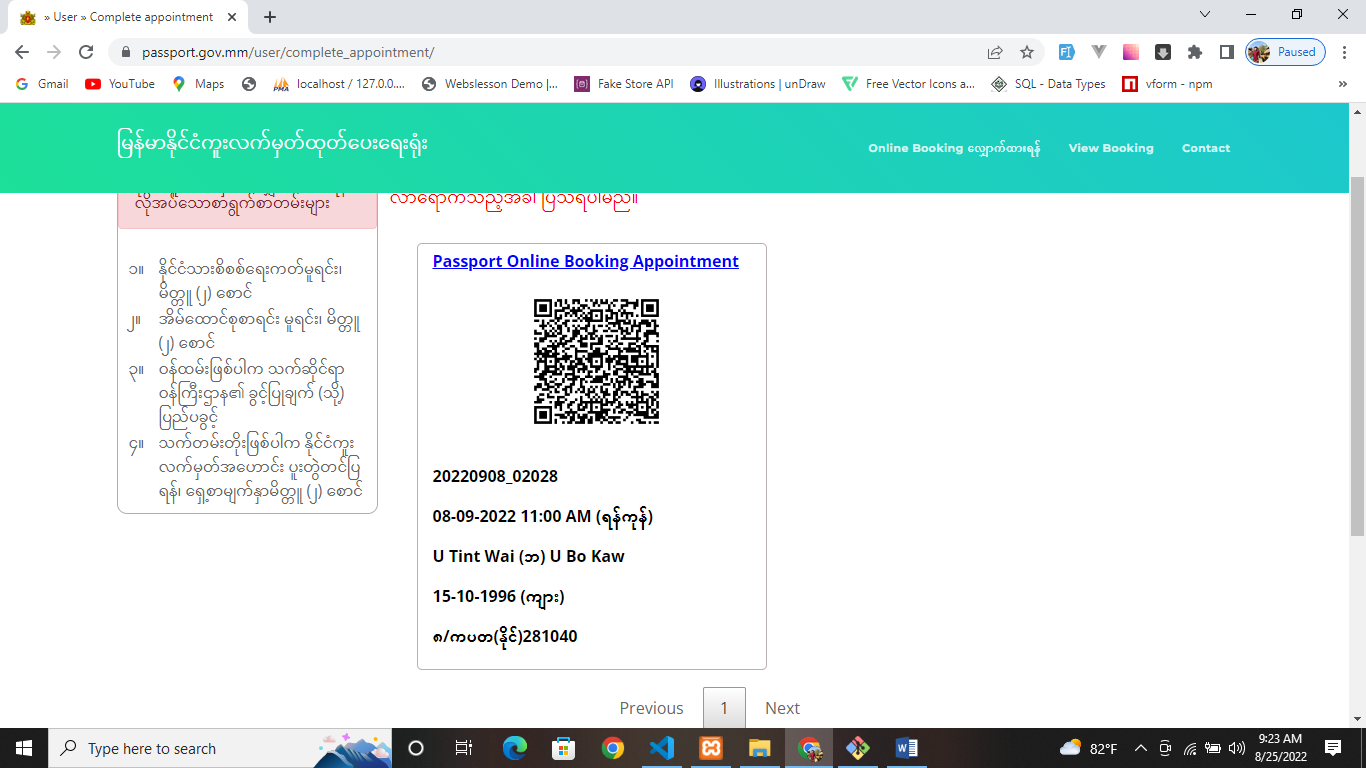 » User » Complete appointment
passport.gov.mm/user/complete_appointment/
Paused
Gmail
YouTube
Maps
localhost / 127.0.0....
Webslesson Demo |...
Fake Store API
Illustrations | unDraw
Free Vector Icons a...
SQL - Data Types
vform - npm
»
မြန်မာနိုင်ငံကူးလက်မှတ်ထုတ်ပေးရေးရုံး
Online Booking လျှောက်ထားရန်
View Booking
Contact
လိုအပ်သောစာရွက်စာတမ်းများ
၁။ နိုင်ငံသားစိစစ်ရေးကတ်မူရင်း၊
မိတ္တူ (၂) စောင်
၂။ အိမ်ထောင်စုစာရင်း မူရင်း၊ မိတ္တူ
(၂) စောင်
၃။ ဝန်ထမ်းဖြစ်ပါက သက်ဆိုင်ရာ
ဝန်ကြီးဌာန၏ ခွင့်ပြုချက် (သို့)
ပြည်ပခွင့်
၄။ သက်တမ်းတိုးဖြစ်ပါက နိုင်ငံကူး
လက်မှတ်အဟောင်း ပူးတွဲတင်ပြ
ရန်၊ ရှေ့စာမျက်နှာမိတ္တူ (၂) စောင်
လာရောက်သည့်အခါ ပြသရပါမည်။
Passport Online Booking Appointment
20220908_02028
08-09-2022 11:00 AM (ရန်ကုန်)
U Tint Wai (ဘ) U Bo Kaw
15-10-1996 (ကျား)
၈/ကပတ(နိုင်)281040
Previous 1 Next
Type here to search
82°F
9:23 AM
8/25/2022